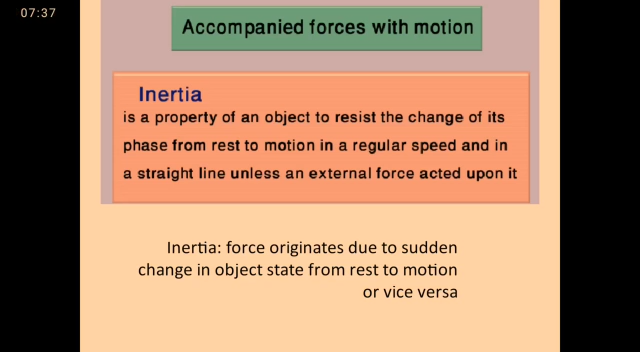 07:37
Accompanied forces with motion
Inertia
is a property of an object to resist the change of its
phase from rest to motion in a regular speed and in
a straight line unless an external force acted upon it
Inertia: force originates due to sudden
change in object state from rest to motion
or vice versa